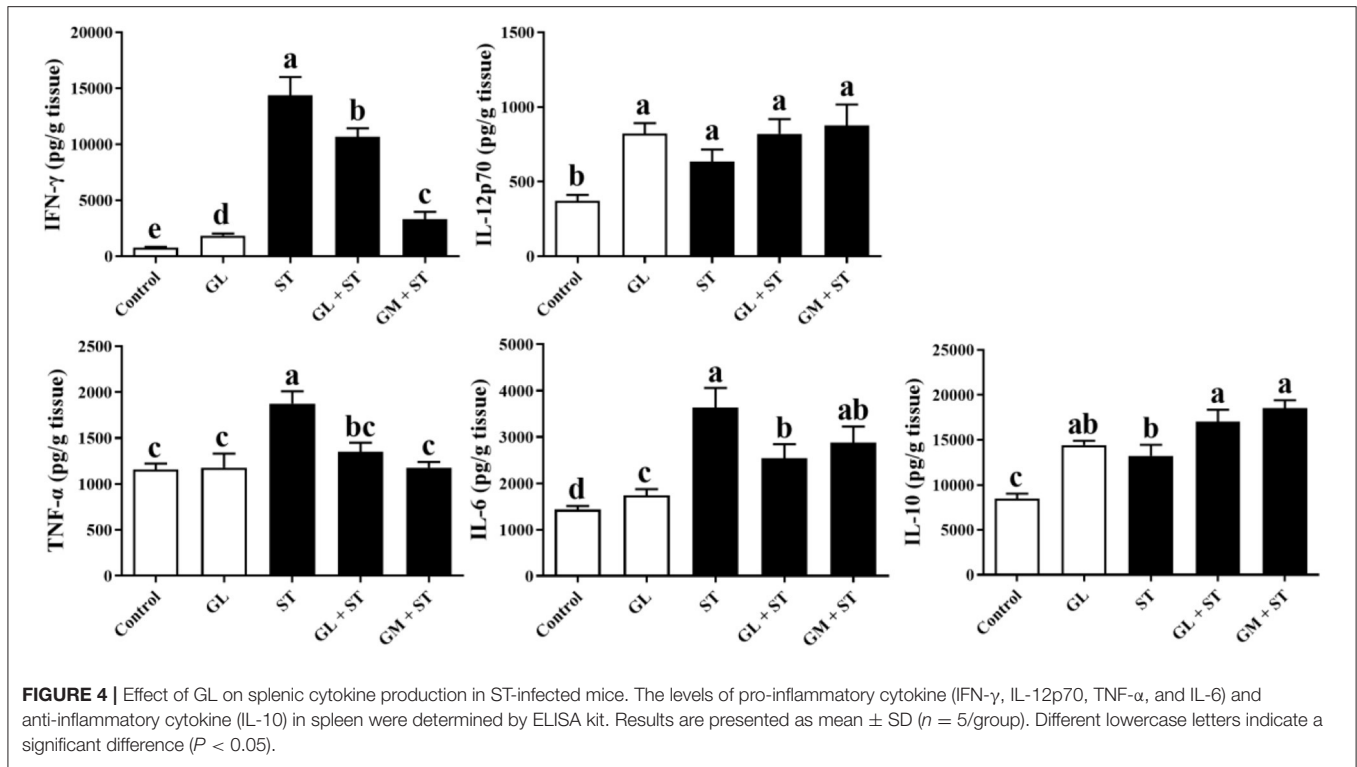 IFN-γ (pg/g tissue)
20000
15000
10000
5000
0
e
d
a
b
c
Control
GL
ST
GL + ST
GM + ST
IL-12p70 (pg/g tissue)
1500
1000
500
0
b
a
a
a
a
Control
GL
ST
GL + ST
GM + ST
TNF-α (pg/g tissue)
2500
2000
1500
1000
500
0
c
c
a
bc
c
Control
GL
ST
GL + ST
GM + ST
IL-6 (pg/g tissue)
5000
4000
3000
2000
1000
0
d
c
a
b
ab
Control
GL
ST
GL + ST
GM + ST
IL-10 (pg/g tissue)
25000
20000
15000
10000
5000
0
c
ab
b
a
a
Control
GL
ST
GL + ST
GM + ST
FIGURE 4 | Effect of GL on splenic cytokine production in ST-infected mice. The levels of pro-inflammatory cytokine (IFN-γ, IL-12p70, TNF-α, and IL-6) and
anti-inflammatory cytokine (IL-10) in spleen were determined by ELISA kit. Results are presented as mean ± SD (n = 5/group). Different lowercase letters indicate a
significant difference (P < 0.05).